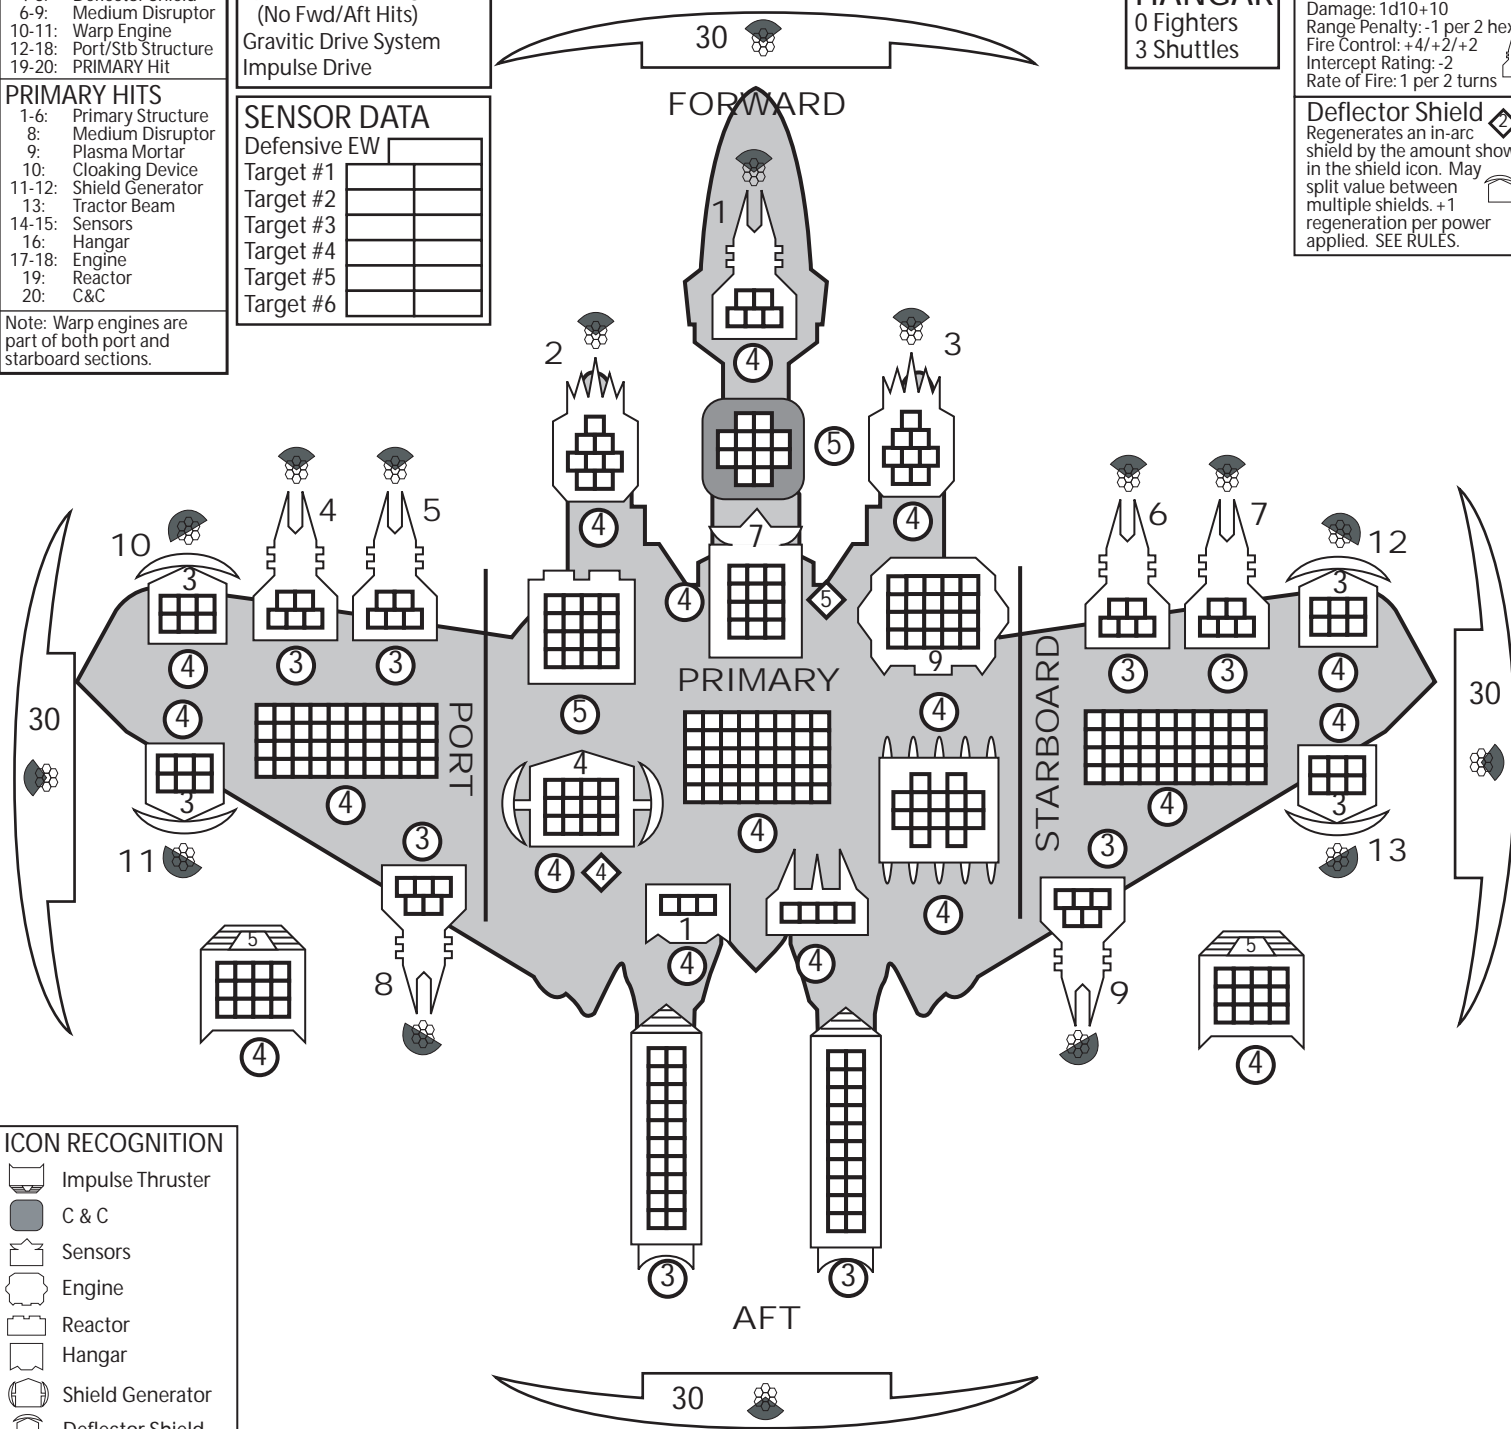 6-9: Medium Disruptor
10-11: Warp Engine
12-18: Port/Stb Structure
19-20: PRIMARY Hit
PRIMARY HITS
1-6: Primary Structure
8: Medium Disruptor
9: Plasma Mortar
10: Cloaking Device
11-12: Shield Generator
13: Tractor Beam
14-15: Sensors
16: Hangar
17-18: Engine
19: Reactor
20: C&C
Note: Warp engines are
part of both port and
starboard sections.
(No Fwd/Aft Hits)
Gravitic Drive System
Impulse Drive
SENSOR DATA
Defensive EW
Target #1
Target #2
Target #3
Target #4
Target #5
Target #6
HANGAR
0 Fighters
3 Shuttles
Damage: 1d10+10
Range Penalty: -1 per 2 hex
Fire Control: +4/+2/+2
Intercept Rating: -2
Rate of Fire: 1 per 2 turns
Deflector Shield 2
Regenerates an in-arc
shield by the amount show
in the shield icon. May
split value between
multiple shields. +1
regeneration per power
applied. SEE RULES.
30
FORWARD
1
4
2
3
5
4
4
4 5 6 7
10 12
7
3 3
4 5
4 3 3 3 3 4
9
PRIMARY
4 5 4 4
30 PORT STARBOARD 30
4
3 3
4 4 4
3 3
11 13
4 4 4
1
4 4
8 9
5 5
4 4
3 3
AFT
30
ICON RECOGNITION
Impulse Thruster
C & C
Sensors
Engine
Reactor
Hangar
Shield Generator
Deflector Shield